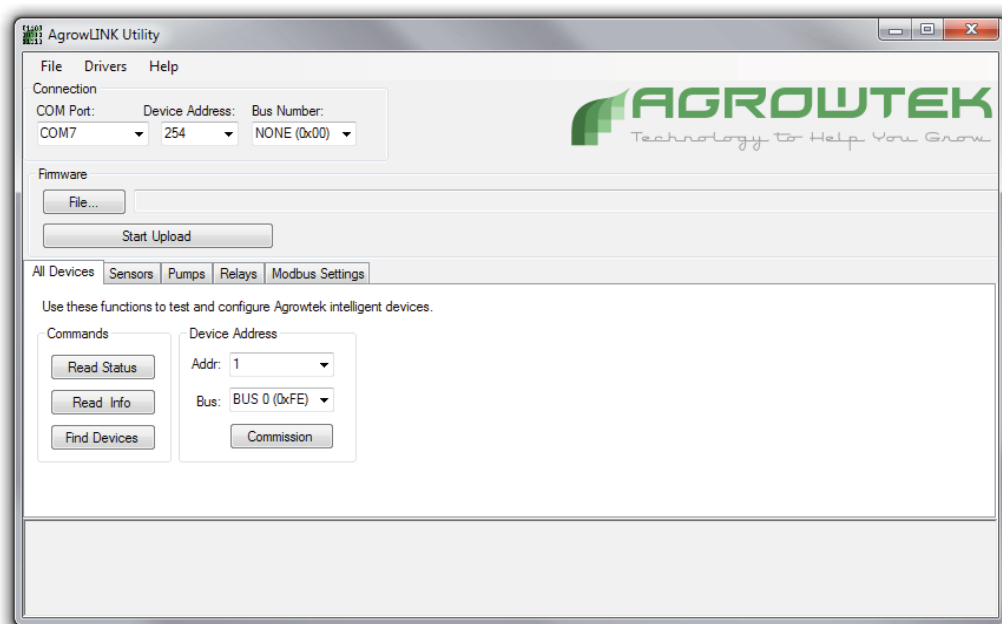 AgrowLINK Utility
File Drivers Help
Connection
COM Port: Device Address: Bus Number:
COM7 254 NONE (0x00)
AGROWTEK
Technology to Help You Grow
Firmware
File...
Start Upload
All Devices Sensors Pumps Relays Modbus Settings
Use these functions to test and configure Agrowtek intelligent devices.
Commands Device Address
Read Status Addr: 1
Read Info Bus: BUS 0 (0xFE)
Find Devices Commission